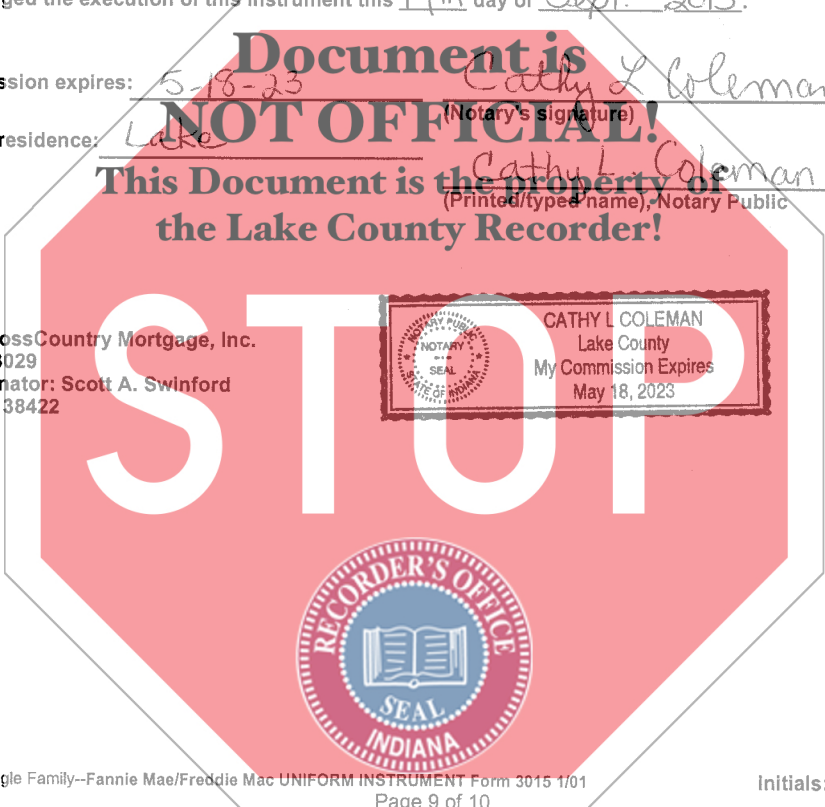 ged the execution of this instrument this 17th day of Sept. 2015.
Document is
ssion expires: 5-18-23
Cathy L Coleman
NOT OFFICIAL!
(Notary's signature)
residence: Lake
Cathy L Coleman
This Document is the property of
(Printed/typed name), Notary Public
the Lake County Recorder!
STOP
ossCountry Mortgage, Inc.
3029
nator: Scott A. Swinford
38422
NOTARY PUBLIC
NOTARY
SEAL
STATE OF INDIANA
CATHY L COLEMAN
Lake County
My Commission Expires
May 18, 2023
RECORDER'S OFFICE
SEAL
INDIANA
gle Family--Fannie Mae/Freddie Mac UNIFORM INSTRUMENT Form 3015 1/01
Initials:
Page 9 of 10